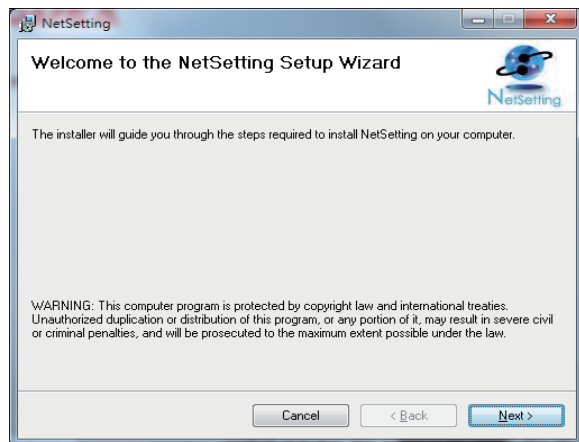 NetSetting
Welcome to the NetSetting Setup Wizard
NetSetting
The installer will guide you through the steps required to install NetSetting on your computer.
WARNING: This computer program is protected by copyright law and international treaties.
Unauthorized duplication or distribution of this program, or any portion of it, may result in severe civil
or criminal penalties, and will be prosecuted to the maximum extent possible under the law.
Cancel
< Back
Next >